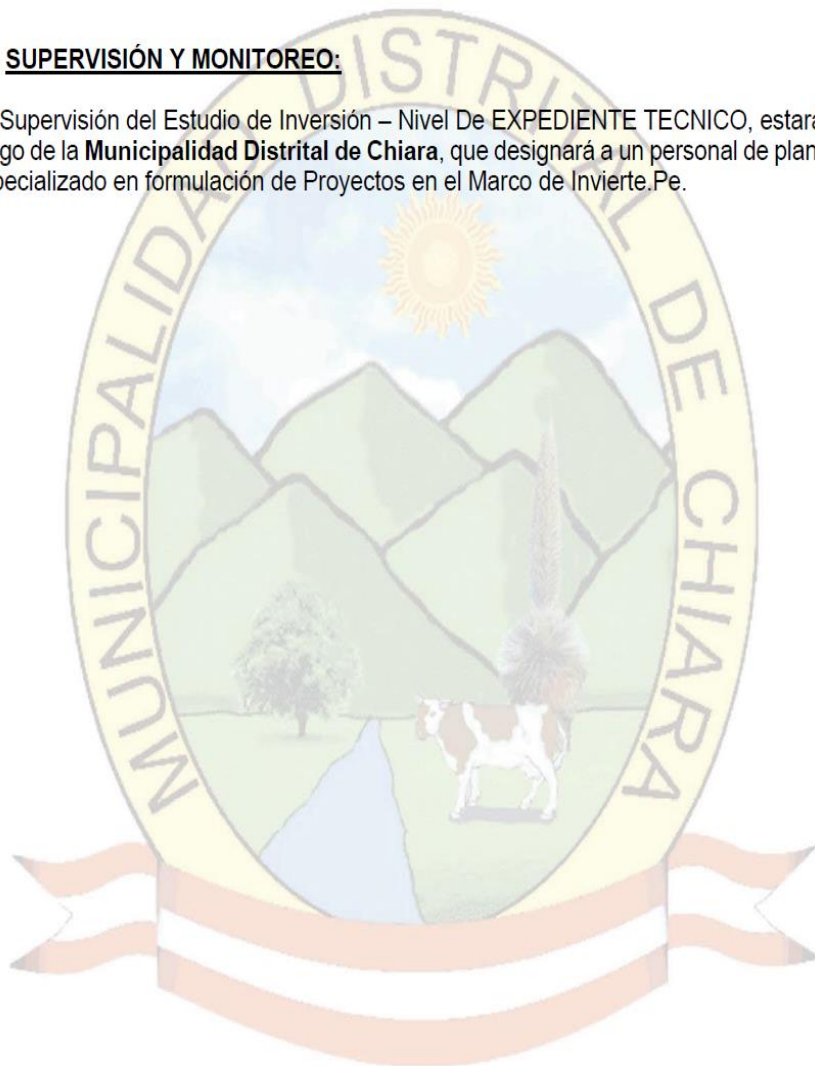 SUPERVISIÓN Y MONITOREO:
Supervisión del Estudio de Inversión – Nivel De EXPEDIENTE TECNICO, estará
go de la Municipalidad Distrital de Chiara, que designará a un personal de plan
pecializado en formulación de Proyectos en el Marco de Invierte.Pe.
MUNICIPALIDAD DISTRITAL DE CHIARA